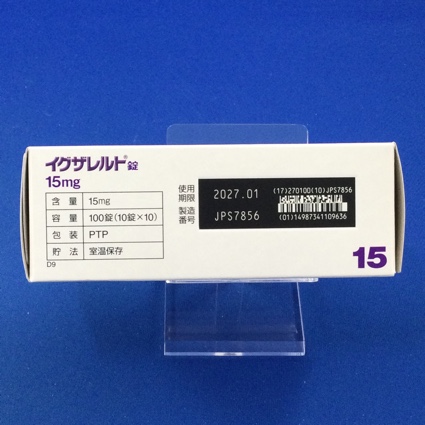 イグザレルト®錠
15mg
含量 15mg
容量 100錠(10錠×10)
包装 PTP
貯法 室温保存
D9
使用期限 2027.01
製造番号 JPS7856
(17)270100(10)JPS7856
(01)14987341109636
15